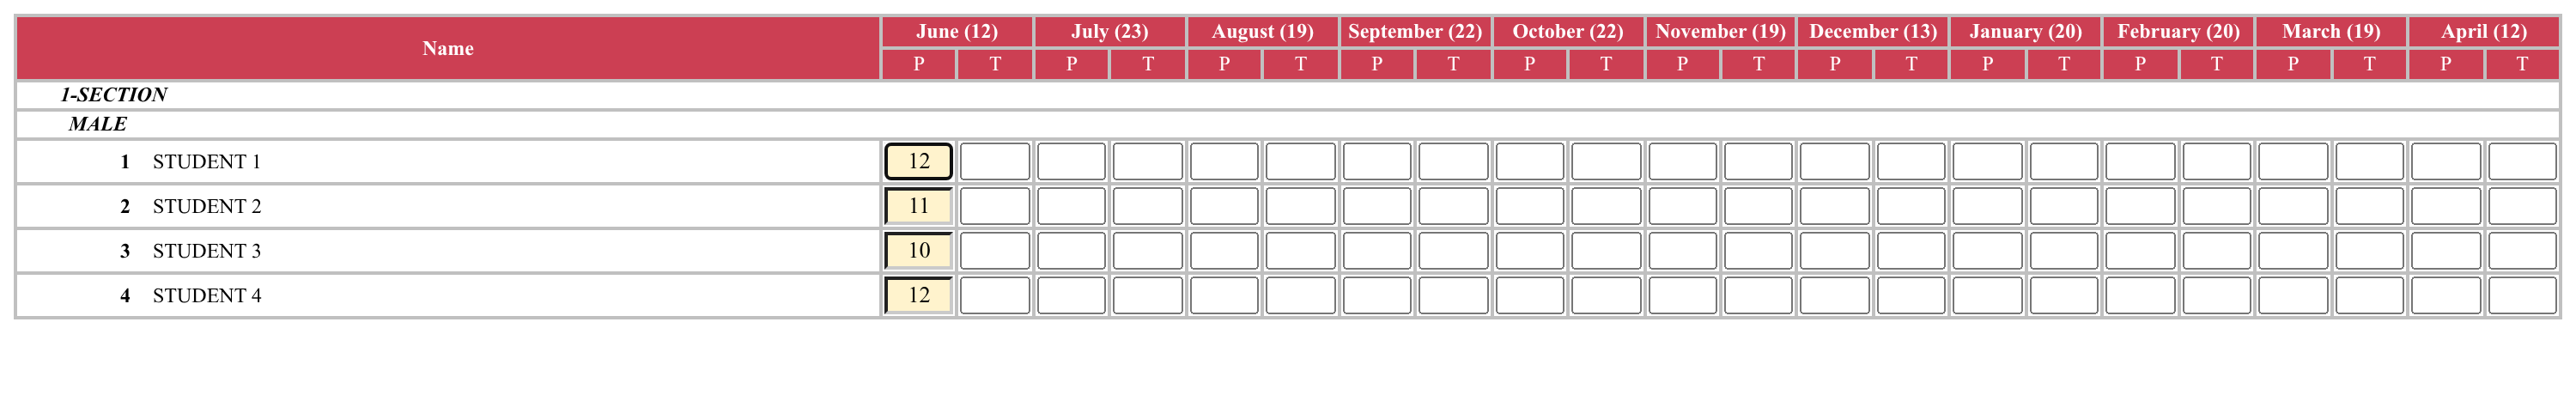 Name June (12) July (23) August (19) September (22) October (22) November (19) December (13) January (20) February (20) March (19) April (12)
P T P T P T P T P T P T P T P T P T P T P T
1-SECTION
MALE
1 STUDENT 1 12
2 STUDENT 2 11
3 STUDENT 3 10
4 STUDENT 4 12